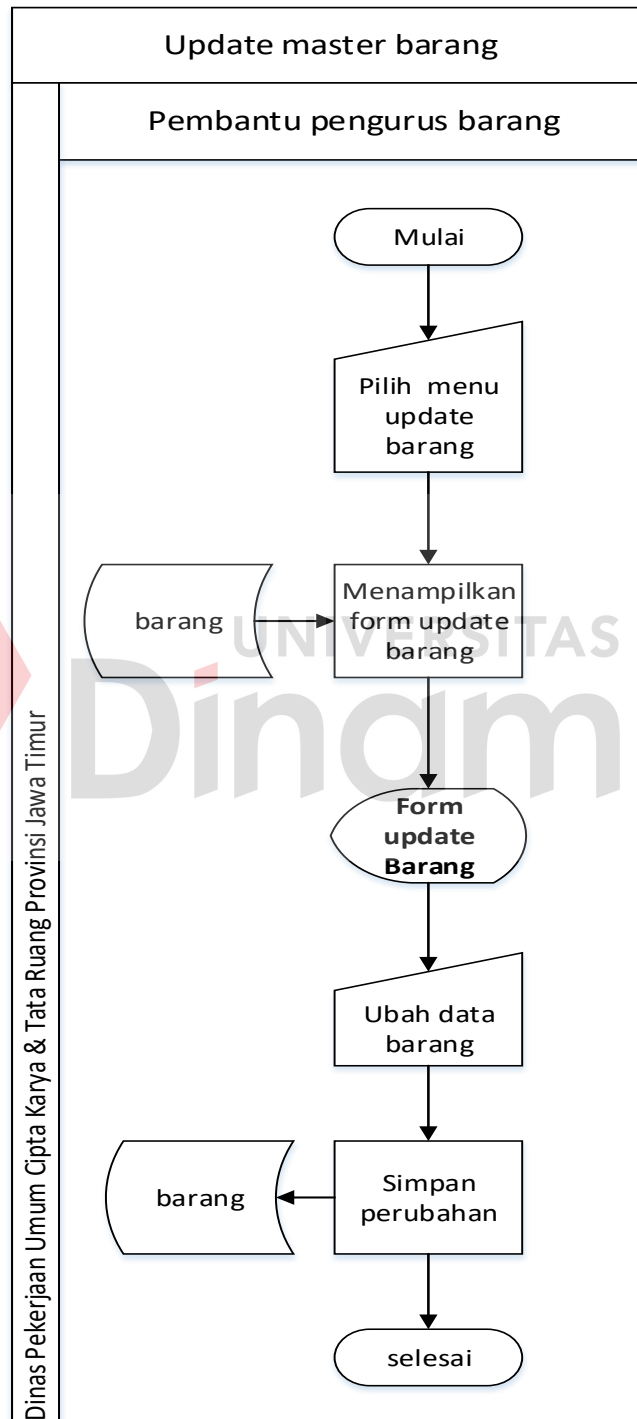 Update master barang
Pembantu pengurus barang
Dinas Pekerjaan Umum Cipta Karya & Tata Ruang Provinsi Jawa Timur
Mulai
Pilih menu
update
barang
barang
Menampilkan
form update
barang
UNIVERSITAS
Dinam
Form
update
Barang
Ubah data
barang
barang
Simpan
perubahan
selesai